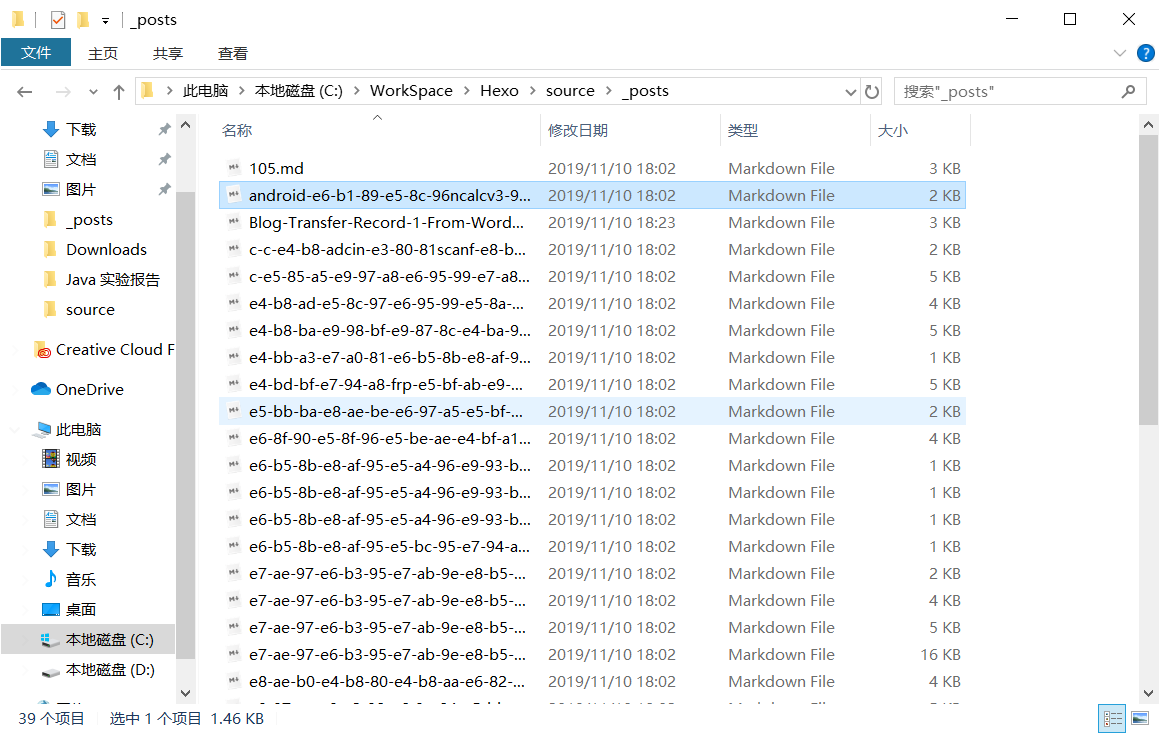 _posts
文件 主页 共享 查看
此电脑 本地磁盘 (C:) WorkSpace Hexo source _posts
搜索"_posts"
下载
文档
图片
_posts
Downloads
Java 实验报告
source
Creative Cloud F
OneDrive
此电脑
视频
图片
文档
下载
音乐
桌面
本地磁盘 (C:)
本地磁盘 (D:)
名称 修改日期 类型 大小
105.md 2019/11/10 18:02 Markdown File 3 KB
android-e6-b1-89-e5-8c-96ncalcv3-9... 2019/11/10 18:02 Markdown File 2 KB
Blog-Transfer-Record-1-From-Word... 2019/11/10 18:23 Markdown File 3 KB
c-c-e4-b8-adcin-e3-80-81scanf-e8-b... 2019/11/10 18:02 Markdown File 2 KB
c-e5-85-a5-e9-97-a8-e6-95-99-e7-a8... 2019/11/10 18:02 Markdown File 5 KB
e4-b8-ad-e5-8c-97-e6-95-99-e5-8a-... 2019/11/10 18:02 Markdown File 4 KB
e4-b8-ba-e9-98-bf-e9-87-8c-e4-ba-9... 2019/11/10 18:02 Markdown File 5 KB
e4-bb-a3-e7-a0-81-e6-b5-8b-e8-af-9... 2019/11/10 18:02 Markdown File 1 KB
e4-bd-bf-e7-94-a8-frp-e5-bf-ab-e9-... 2019/11/10 18:02 Markdown File 5 KB
e5-bb-ba-e8-ae-be-e6-97-a5-e5-bf-... 2019/11/10 18:02 Markdown File 2 KB
e6-8f-90-e5-8f-96-e5-be-ae-e4-bf-a1... 2019/11/10 18:02 Markdown File 4 KB
e6-b5-8b-e8-af-95-e5-a4-96-e9-93-b... 2019/11/10 18:02 Markdown File 1 KB
e6-b5-8b-e8-af-95-e5-a4-96-e9-93-b... 2019/11/10 18:02 Markdown File 1 KB
e6-b5-8b-e8-af-95-e5-a4-96-e9-93-b... 2019/11/10 18:02 Markdown File 1 KB
e6-b5-8b-e8-af-95-e5-bc-95-e7-94-a... 2019/11/10 18:02 Markdown File 1 KB
e7-ae-97-e6-b3-95-e7-ab-9e-e8-b5-... 2019/11/10 18:02 Markdown File 2 KB
e7-ae-97-e6-b3-95-e7-ab-9e-e8-b5-... 2019/11/10 18:02 Markdown File 4 KB
e7-ae-97-e6-b3-95-e7-ab-9e-e8-b5-... 2019/11/10 18:02 Markdown File 5 KB
e7-ae-97-e6-b3-95-e7-ab-9e-e8-b5-... 2019/11/10 18:02 Markdown File 16 KB
e8-ae-b0-e4-b8-80-e4-b8-aa-e6-82-... 2019/11/10 18:02 Markdown File 4 KB
39 个项目 选中 1 个项目 1.46 KB